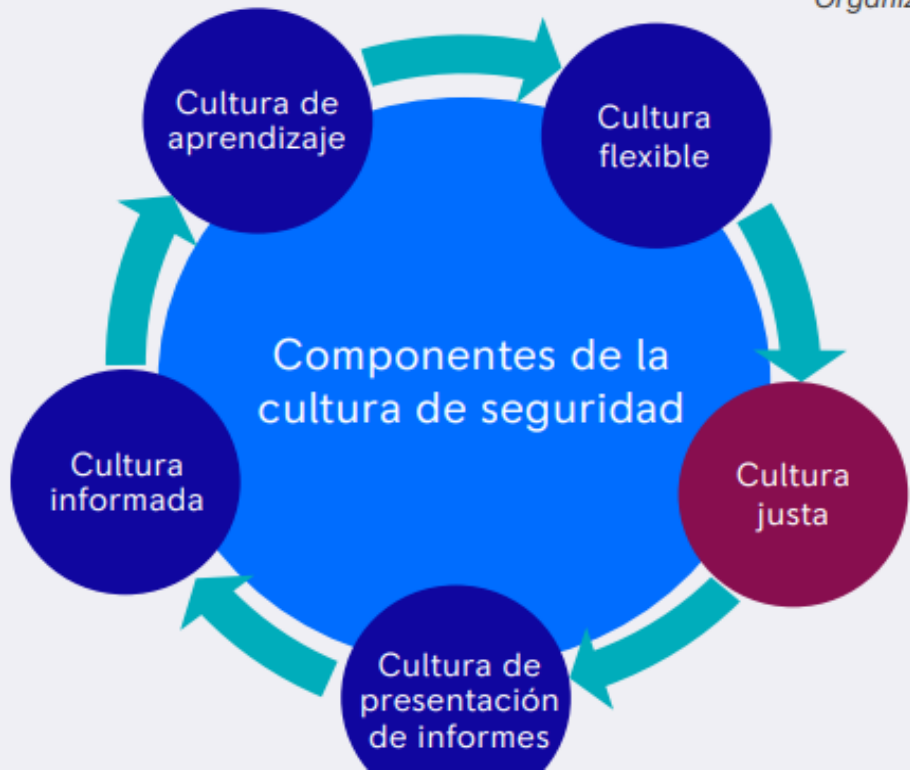 Cultura de
aprendizaje
Cultura
flexible
Componentes de la
cultura de seguridad
Cultura
informada
Cultura
justa
Cultura de
presentación
de informes